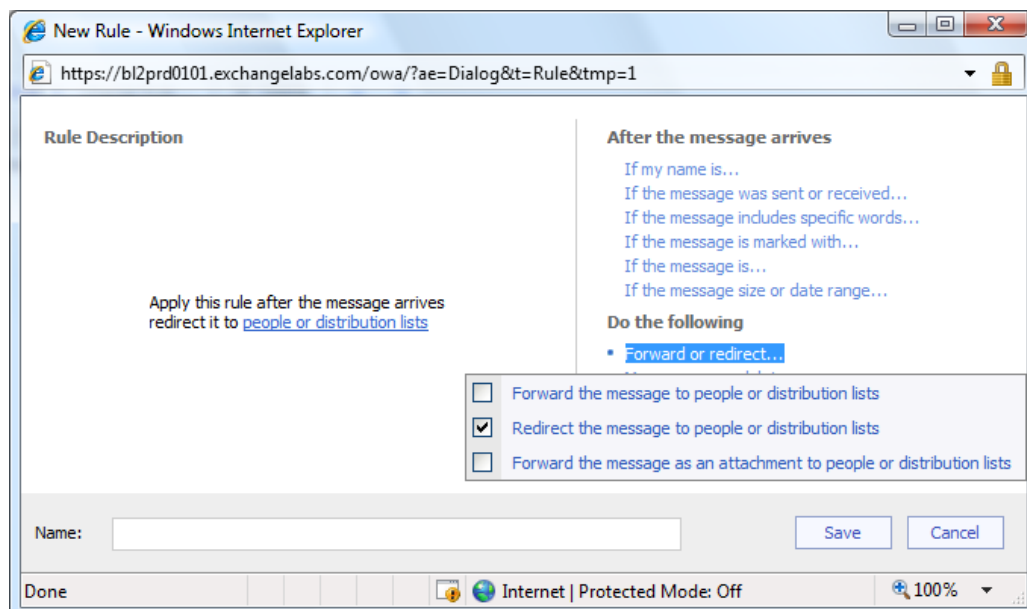 New Rule - Windows Internet Explorer
https://bl2prd0101.exchangelabs.com/owa/?ae=Dialog&t=Rule&tmp=1
Rule Description
Apply this rule after the message arrives
redirect it to people or distribution lists
After the message arrives
If my name is...
If the message was sent or received...
If the message includes specific words...
If the message is marked with...
If the message is...
If the message size or date range...
Do the following
Forward or redirect...
Forward the message to people or distribution lists
Redirect the message to people or distribution lists
Forward the message as an attachment to people or distribution lists
Name:
Save
Cancel
Done
Internet | Protected Mode: Off
100%